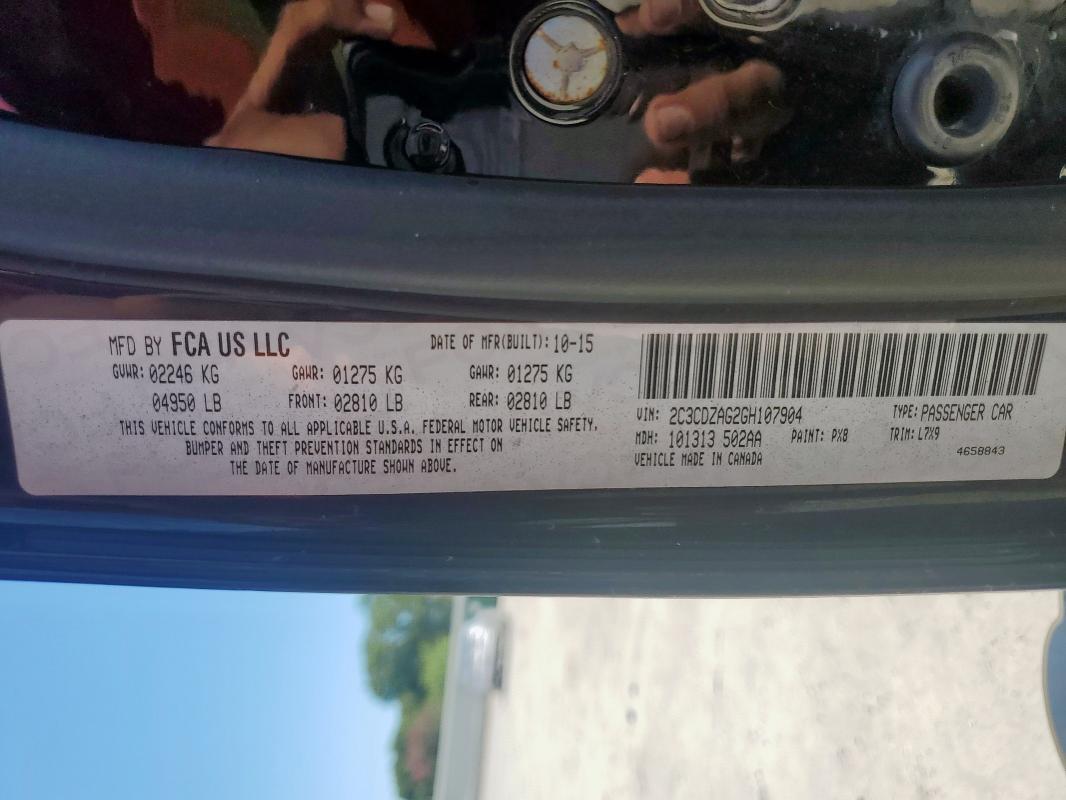 MFD BY FCA US LLC DATE OF MFR(BUILT): 10-15
GVWR: 02246 KG GAWR: 01275 KG GAWR: 01275 KG
04950 LB FRONT: 02810 LB REAR: 02810 LB
THIS VEHICLE CONFORMS TO ALL APPLICABLE U.S.A. FEDERAL MOTOR VEHICLE SAFETY,
BUMPER AND THEFT PREVENTION STANDARDS IN EFFECT ON
THE DATE OF MANUFACTURE SHOWN ABOVE.
VIN: 2C3CDZAG2GH107904 TYPE: PASSENGER CAR
MDH: 101313 502AA PAINT: PX8 TRIM: L7X9
VEHICLE MADE IN CANADA 4658843